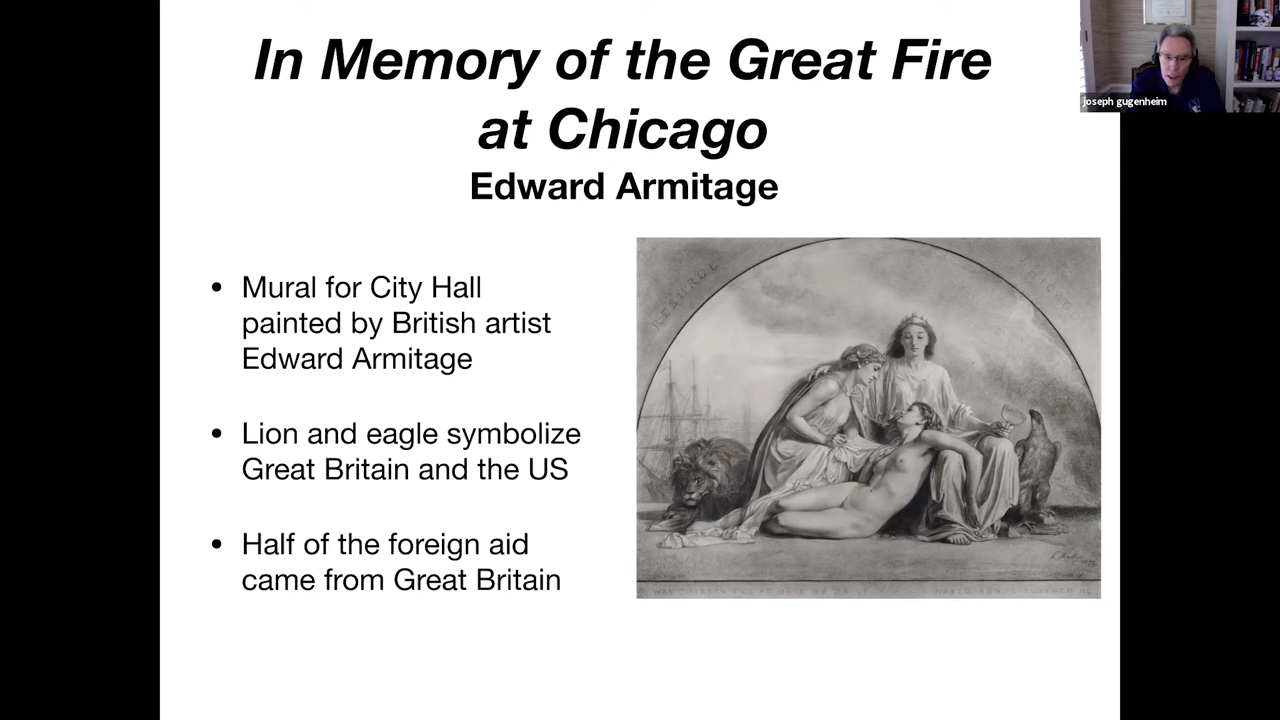 In Memory of the Great Fire
at Chicago
Edward Armitage
joseph gugenheim
• Mural for City Hall
painted by British artist
Edward Armitage
• Lion and eagle symbolize
Great Britain and the US
• Half of the foreign aid
came from Great Britain
RESURGE
CHICAGO